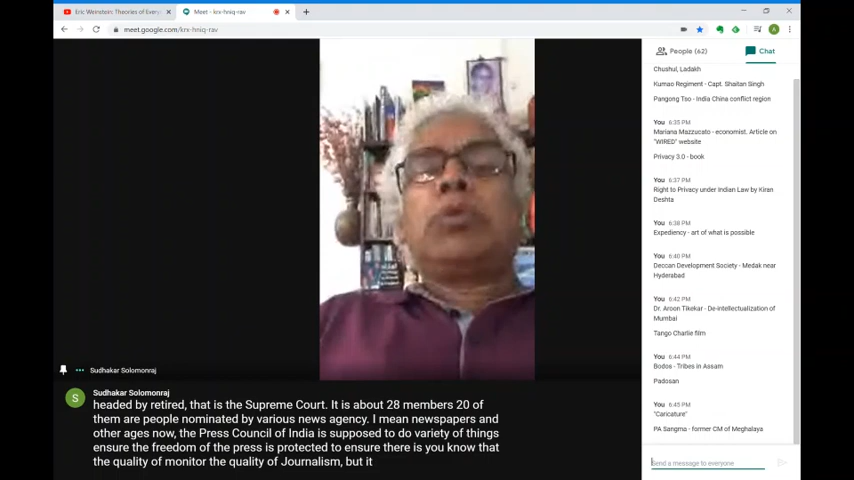 Eric Weinstein: Theories of Every
Meet - krx-hniq-rav
meet.google.com/krx-hniq-rav
A
People (62)
Chat
Chushul, Ladakh
Kumao Regiment - Capt. Shaitan Singh
Pangong Tso - India China conflict region
You 6:35 PM
Mariana Mazzucato - economist. Article on
"WIRED" website
Privacy 3.0 - book
You 6:37 PM
Right to Privacy under Indian Law by Kiran
Deshta
You 6:38 PM
Expediency - art of what is possible
You 6:40 PM
Deccan Development Society - Medak near
Hyderabad
You 6:42 PM
Dr. Aroon Tikekar - De-intellectualization of
Mumbai
Tango Charlie film
You 6:44 PM
Bodos - Tribes in Assam
Padosan
You 6:45 PM
"Caricature"
PA Sangma - former CM of Meghalaya
Send a message to everyone
Sudhakar Solomonraj
S
Sudhakar Solomonraj
headed by retired, that is the Supreme Court. It is about 28 members 20 of
them are people nominated by various news agency. I mean newspapers and
other ages now, the Press Council of India is supposed to do variety of things
ensure the freedom of the press is protected to ensure there is you know that
the quality of monitor the quality of Journalism, but it